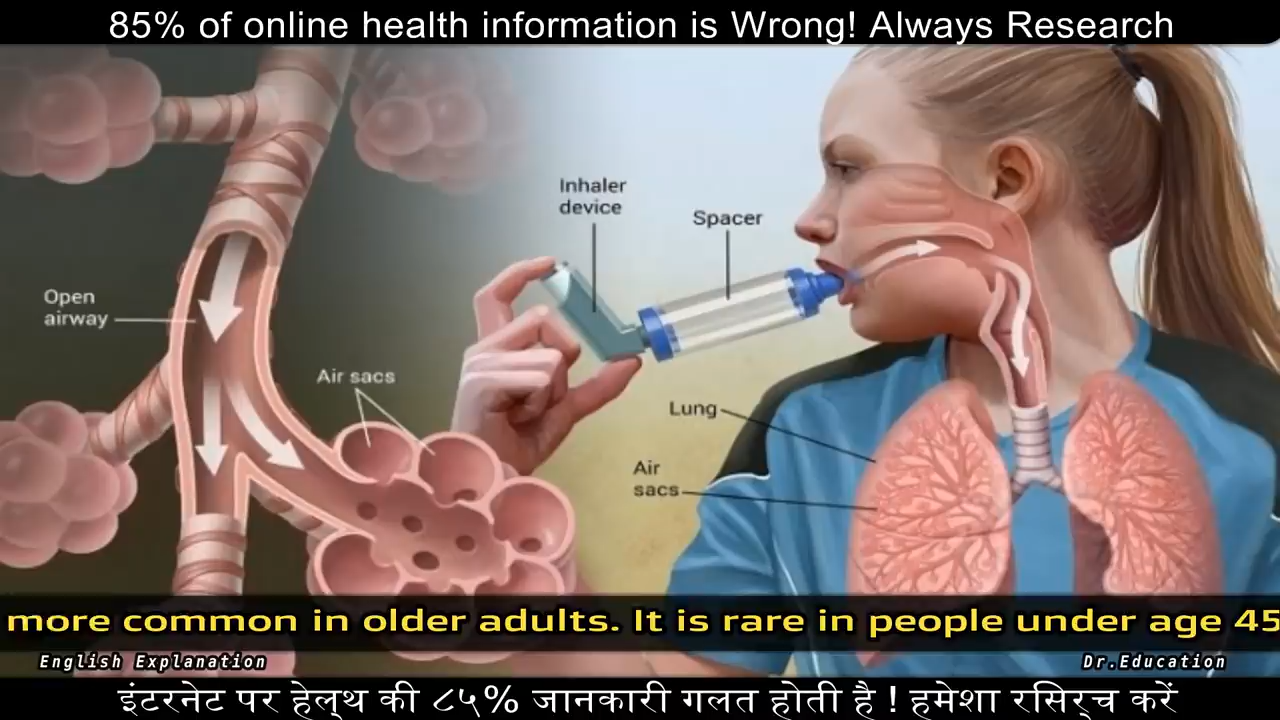 85% of online health information is Wrong! Always Research
Inhaler
device
Spacer
Open
airway
Air sacs
Lung
Air
sacs
more common in older adults. It is rare in people under age 45
English Explanation
Dr.Education
इंटरनेट पर हेल्थ की ८५% जानकारी गलत होती है ! हमेशा रिसर्च करें